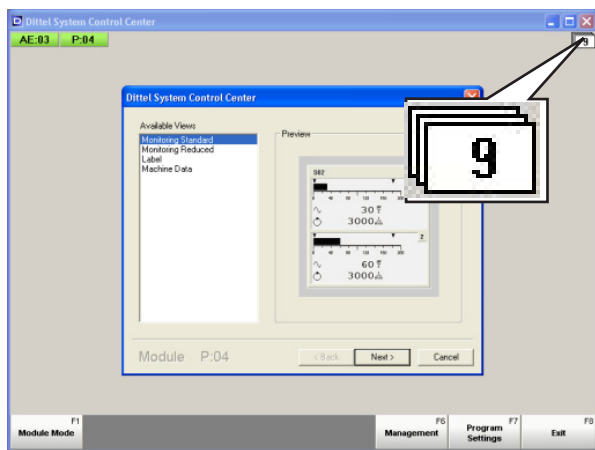 Dittel System Control Center
AE:03 P:04
9
Dittel System Control Center
Available Views
Monitoring Standard
Monitoring Reduced
Label
Machine Data
Preview
S02
30
3000
2
60
3000
9
Module P:04
< Back
Next >
Cancel
F1
Module Mode
F6
Management
F7
Program
Settings
F8
Exit